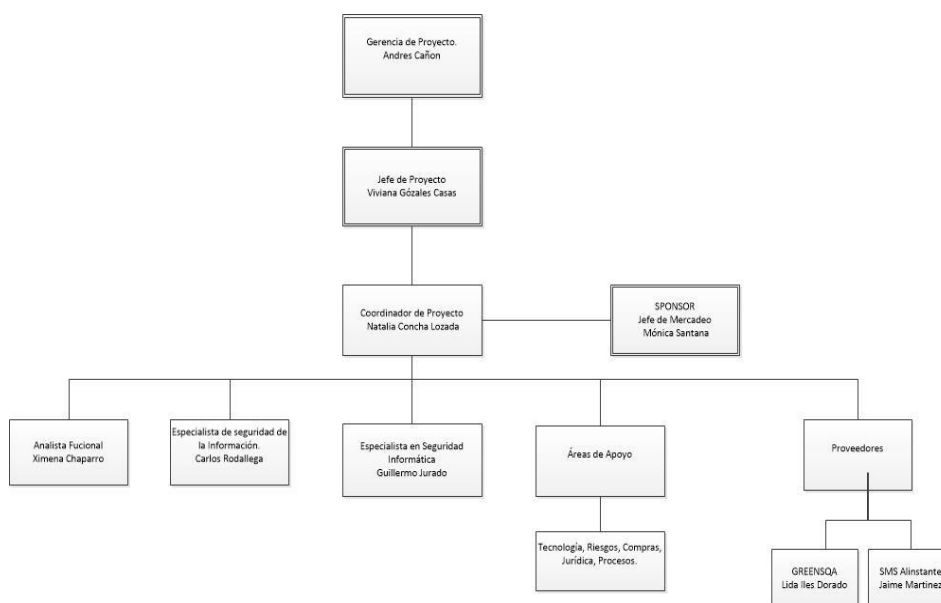 Gerencia de Proyecto.
Andres Cañon
Jefe de Proyecto
Viviana Gózales Casas
Coordinador de Proyecto
Natalia Concha Lozada
SPONSOR
Jefe de Mercadeo
Mónica Santana
Analista Fucional
Ximena Chaparro
Especialista de seguridad de
la Información.
Carlos Rodallega
Especialista en Seguridad
Informática
Guillermo Jurado
Áreas de Apoyo
Proveedores
Tecnología, Riesgos, Compras,
Jurídica, Procesos.
GREENSQA
Lida Iles Dorado
SMS Alinstante
Jaime Martinez